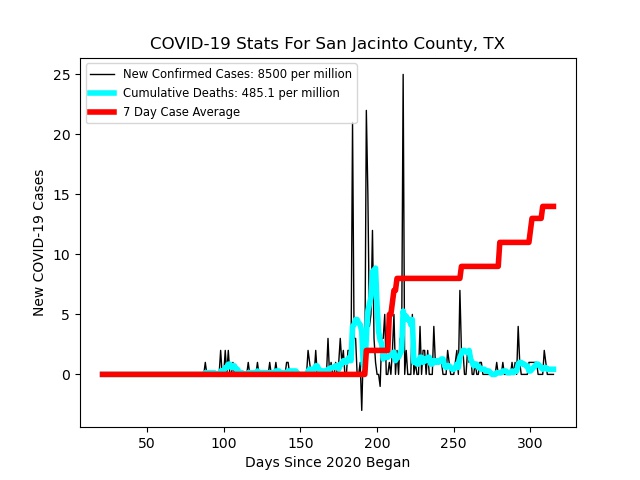 COVID-19 Stats For San Jacinto County, TX
New Confirmed Cases: 8500 per million
Cumulative Deaths: 485.1 per million
7 Day Case Average
25
20
15
10
5
0
New COVID-19 Cases
50 100 150 200 250 300
Days Since 2020 Began